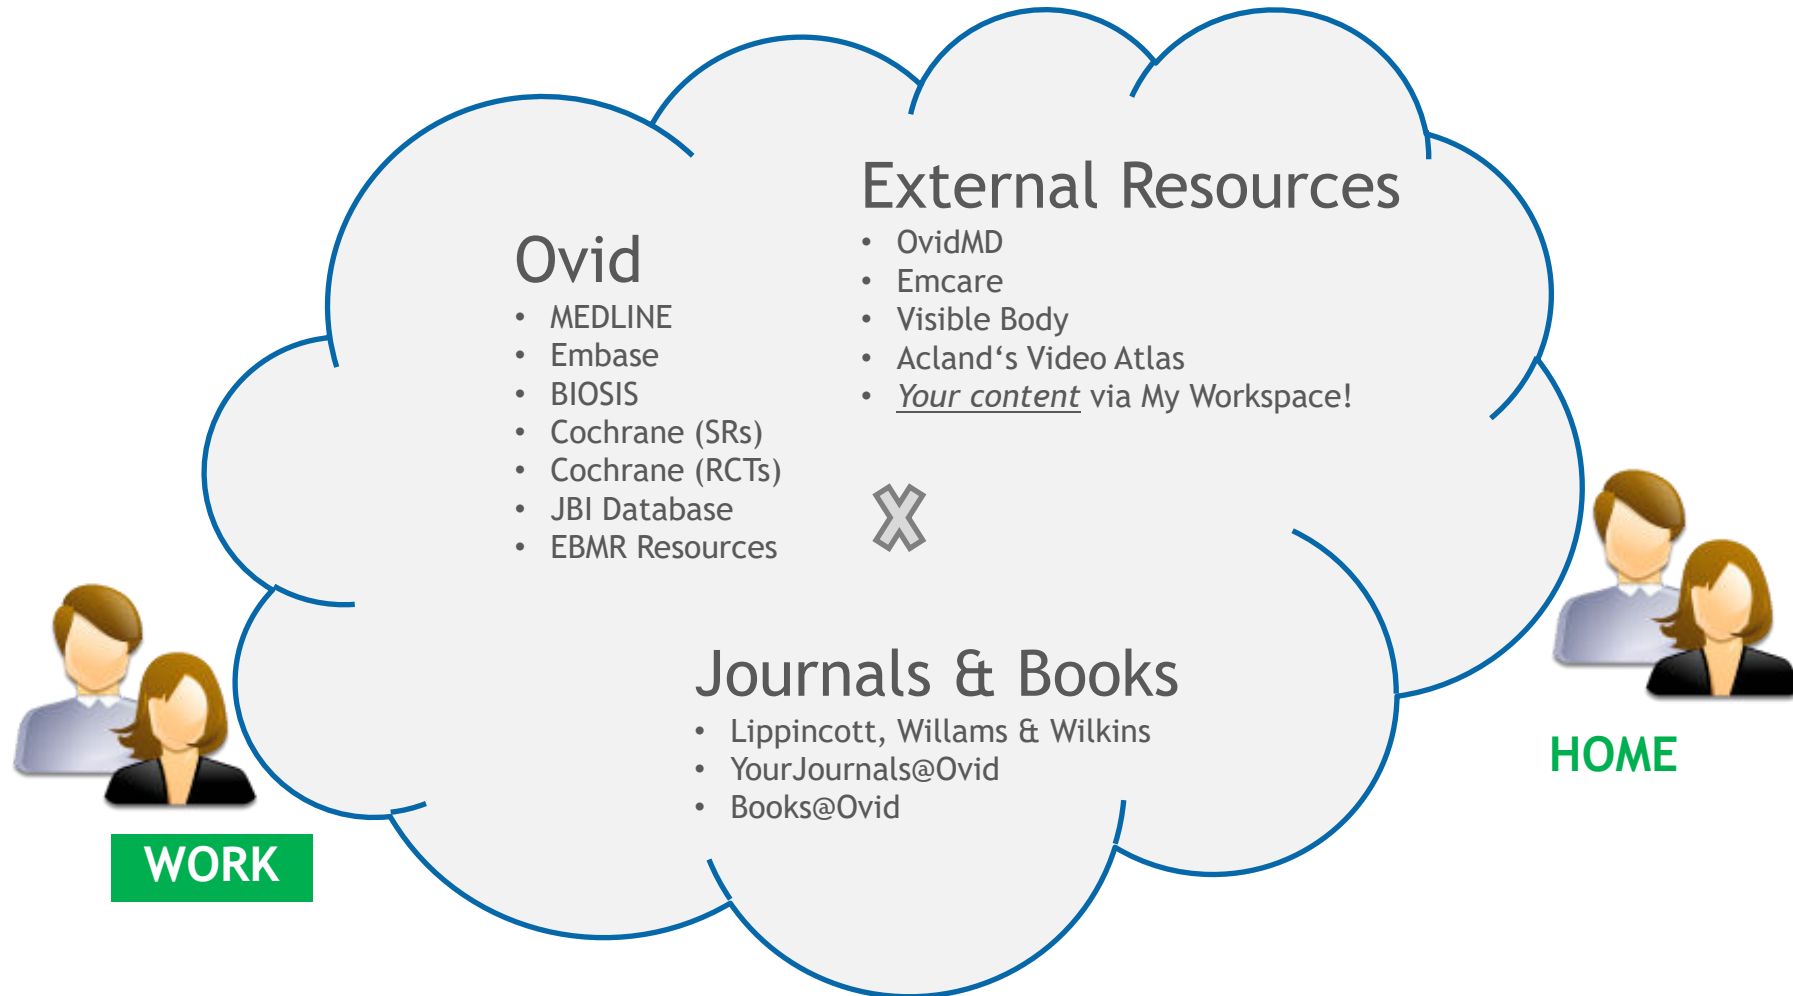 External Resources
• OvidMD
• Emcare
• Visible Body
• Acland‘s Video Atlas
• Your content via My Workspace!
Ovid
• MEDLINE
• Embase
• BIOSIS
• Cochrane (SRs)
• Cochrane (RCTs)
• JBI Database
• EBMR Resources
Journals & Books
• Lippincott, Willams & Wilkins
• YourJournals@Ovid
• Books@Ovid
HOME
WORK